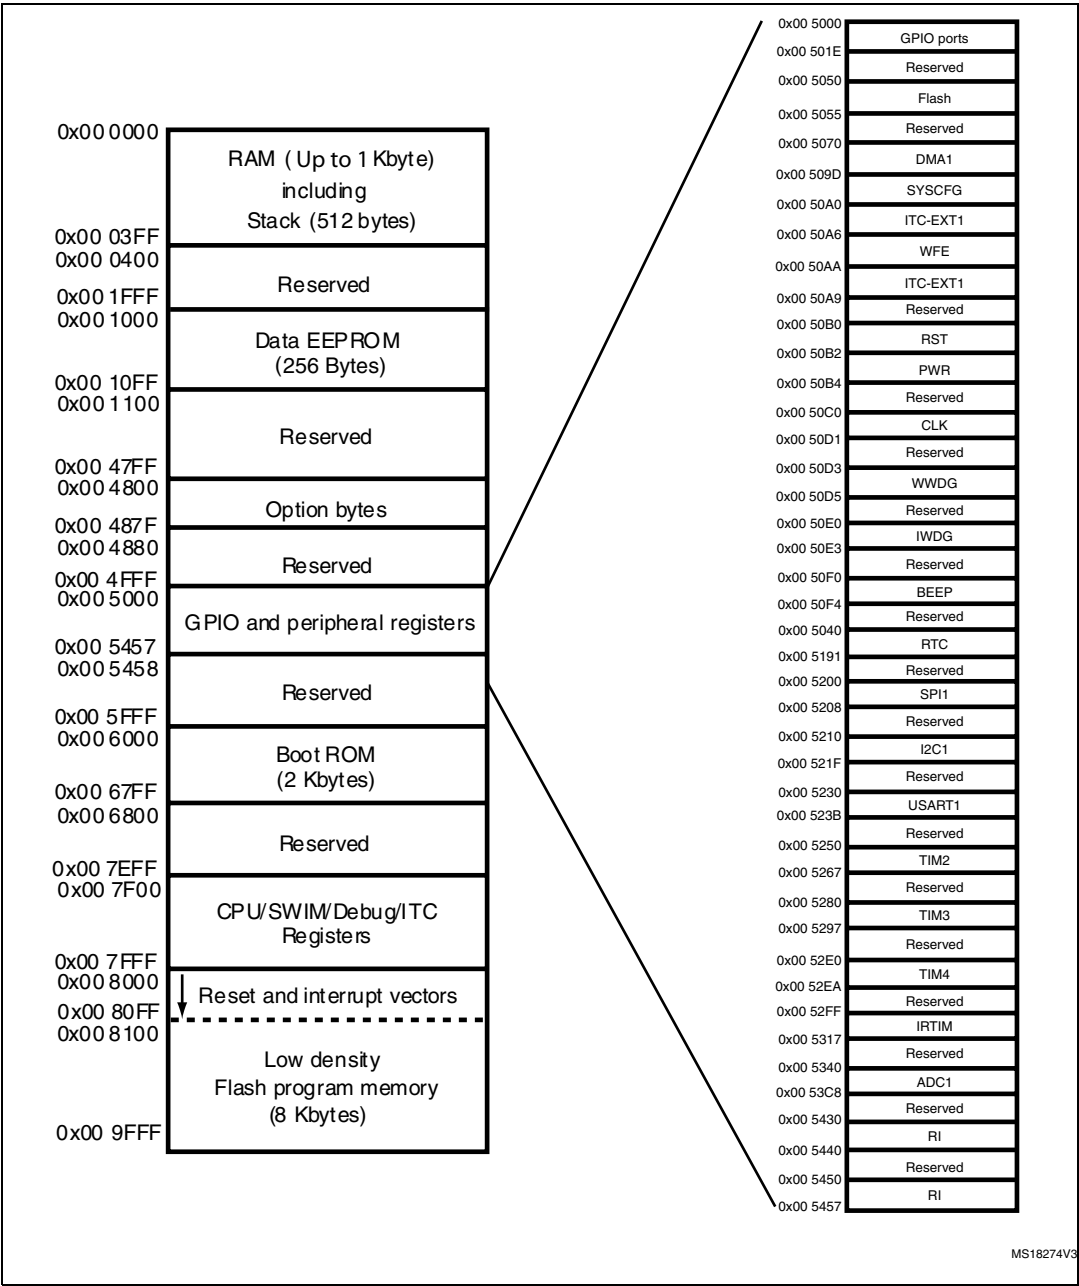 0x00 0000
RAM (Up to 1 Kbyte)
including
Stack (512 bytes)
0x00 03FF
0x00 0400
Reserved
0x00 1FFF
0x00 1000
Data EEPROM
(256 Bytes)
0x00 10FF
0x00 1100
Reserved
0x00 47FF
0x00 4800
Option bytes
0x00 487F
0x00 4880
Reserved
0x00 4FFF
0x00 5000
GPIO and peripheral registers
0x00 5457
0x00 5458
Reserved
0x00 5FFF
0x00 6000
Boot ROM
(2 Kbytes)
0x00 67FF
0x00 6800
Reserved
0x00 7EFF
0x00 7F00
CPU/SWIM/Debug/ITC
Registers
0x00 7FFF
0x00 8000
Reset and interrupt vectors
0x00 80FF
0x00 8100
Low density
Flash program memory
(8 Kbytes)
0x00 9FFF
0x00 5000
GPIO ports
0x00 501E
Reserved
0x00 5050
Flash
0x00 5055
Reserved
0x00 5070
DMA1
0x00 509D
SYSCFG
0x00 50A0
ITC-EXT1
0x00 50A6
WFE
0x00 50AA
ITC-EXT1
0x00 50A9
Reserved
0x00 50B0
RST
0x00 50B2
PWR
0x00 50B4
Reserved
0x00 50C0
CLK
0x00 50D1
Reserved
0x00 50D3
WWDG
0x00 50D5
Reserved
0x00 50E0
IWDG
0x00 50E3
Reserved
0x00 50F0
BEEP
0x00 50F4
Reserved
0x00 5040
RTC
0x00 5191
Reserved
0x00 5200
SPI1
0x00 5208
Reserved
0x00 5210
I2C1
0x00 521F
Reserved
0x00 5230
USART1
0x00 523B
Reserved
0x00 5250
TIM2
0x00 5267
Reserved
0x00 5280
TIM3
0x00 5297
Reserved
0x00 52E0
TIM4
0x00 52EA
Reserved
0x00 52FF
IRTIM
0x00 5317
Reserved
0x00 5340
ADC1
0x00 53C8
Reserved
0x00 5430
RI
0x00 5440
Reserved
0x00 5450
RI
0x00 5457
MS18274V3